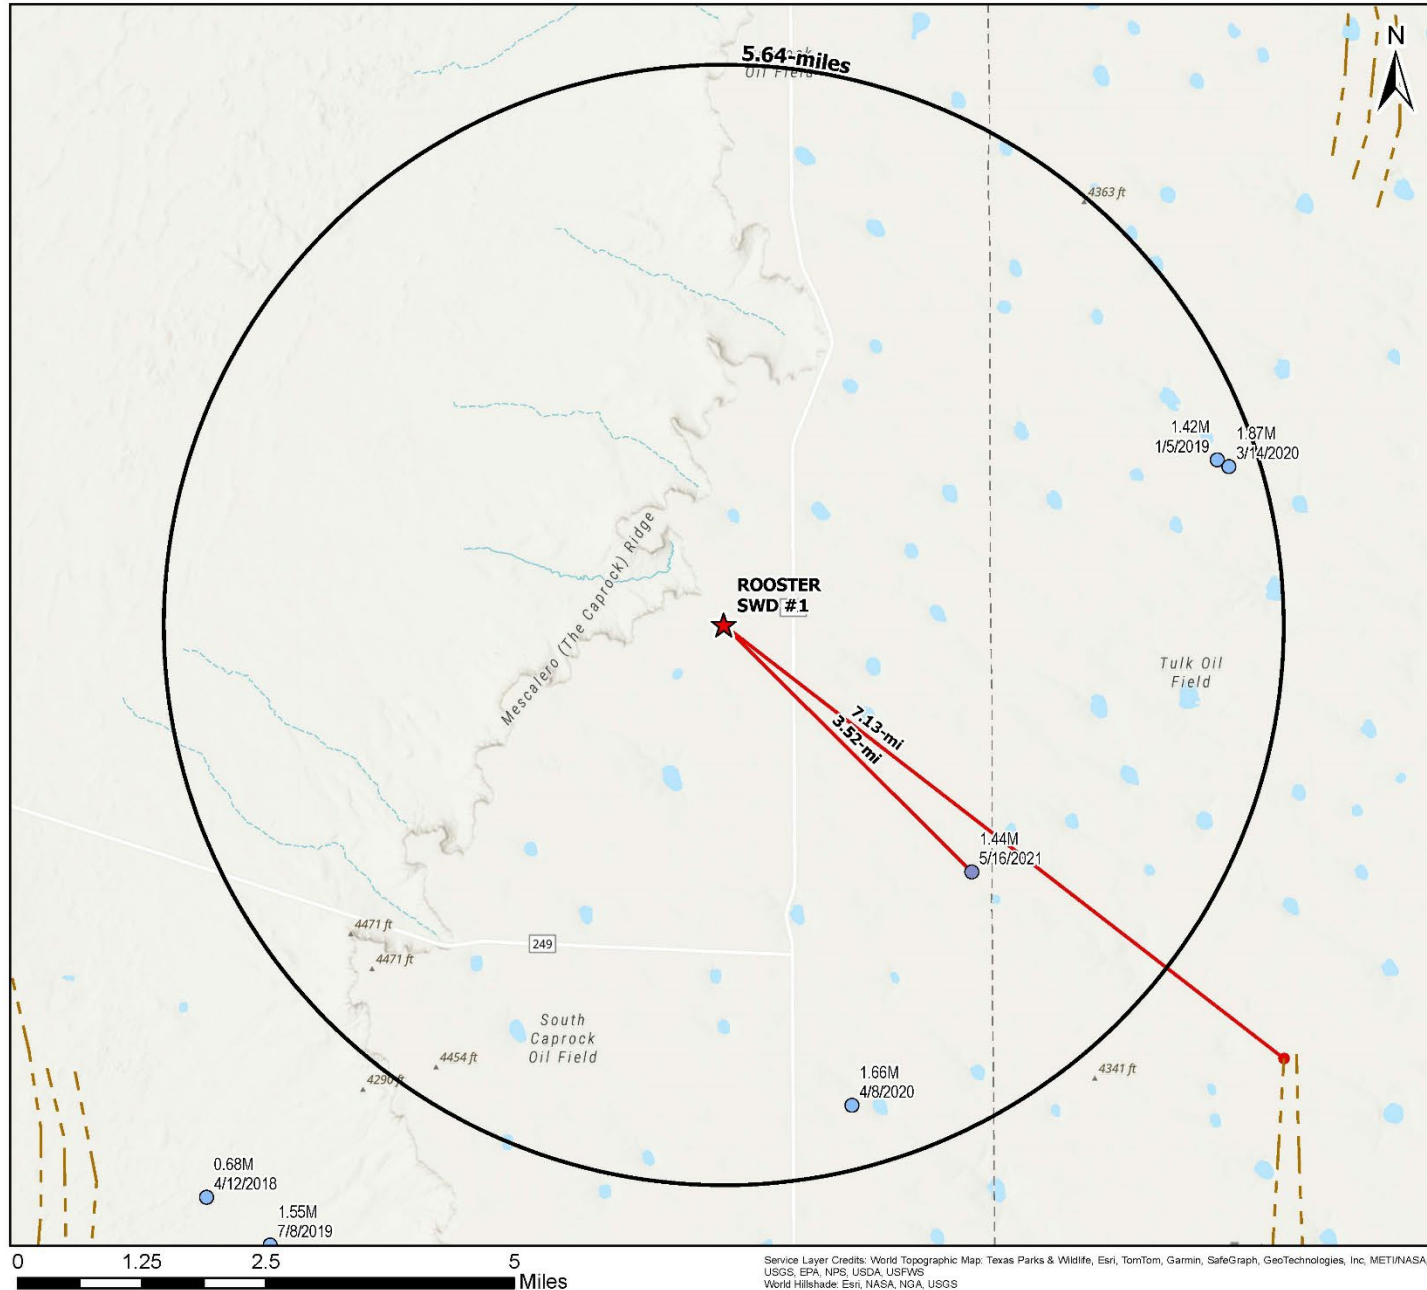 5.64-miles
Oil Field
N
4363 ft
1.42M
1/5/2019
1.87M
3/14/2020
Mescalero (The Caprock) Ridge
ROOSTER
SWD #1
Tulk Oil
Field
7.13-mi
3.52-mi
1.44M
5/16/2021
4471 ft
4471 ft
249
South
Caprock
Oil Field
4454 ft
4290 ft
4341 ft
1.66M
4/8/2020
0.68M
4/12/2018
1.55M
7/8/2019
0 1.25 2.5 5
Miles
Service Layer Credits: World Topographic Map: Texas Parks & Wildlife, Esri, TomTom, Garmin, SafeGraph, GeoTechnologies, Inc, METI/NASA,
USGS, EPA, NPS, USDA, USFWS
World Hillshade: Esri, NASA, NGA, USGS